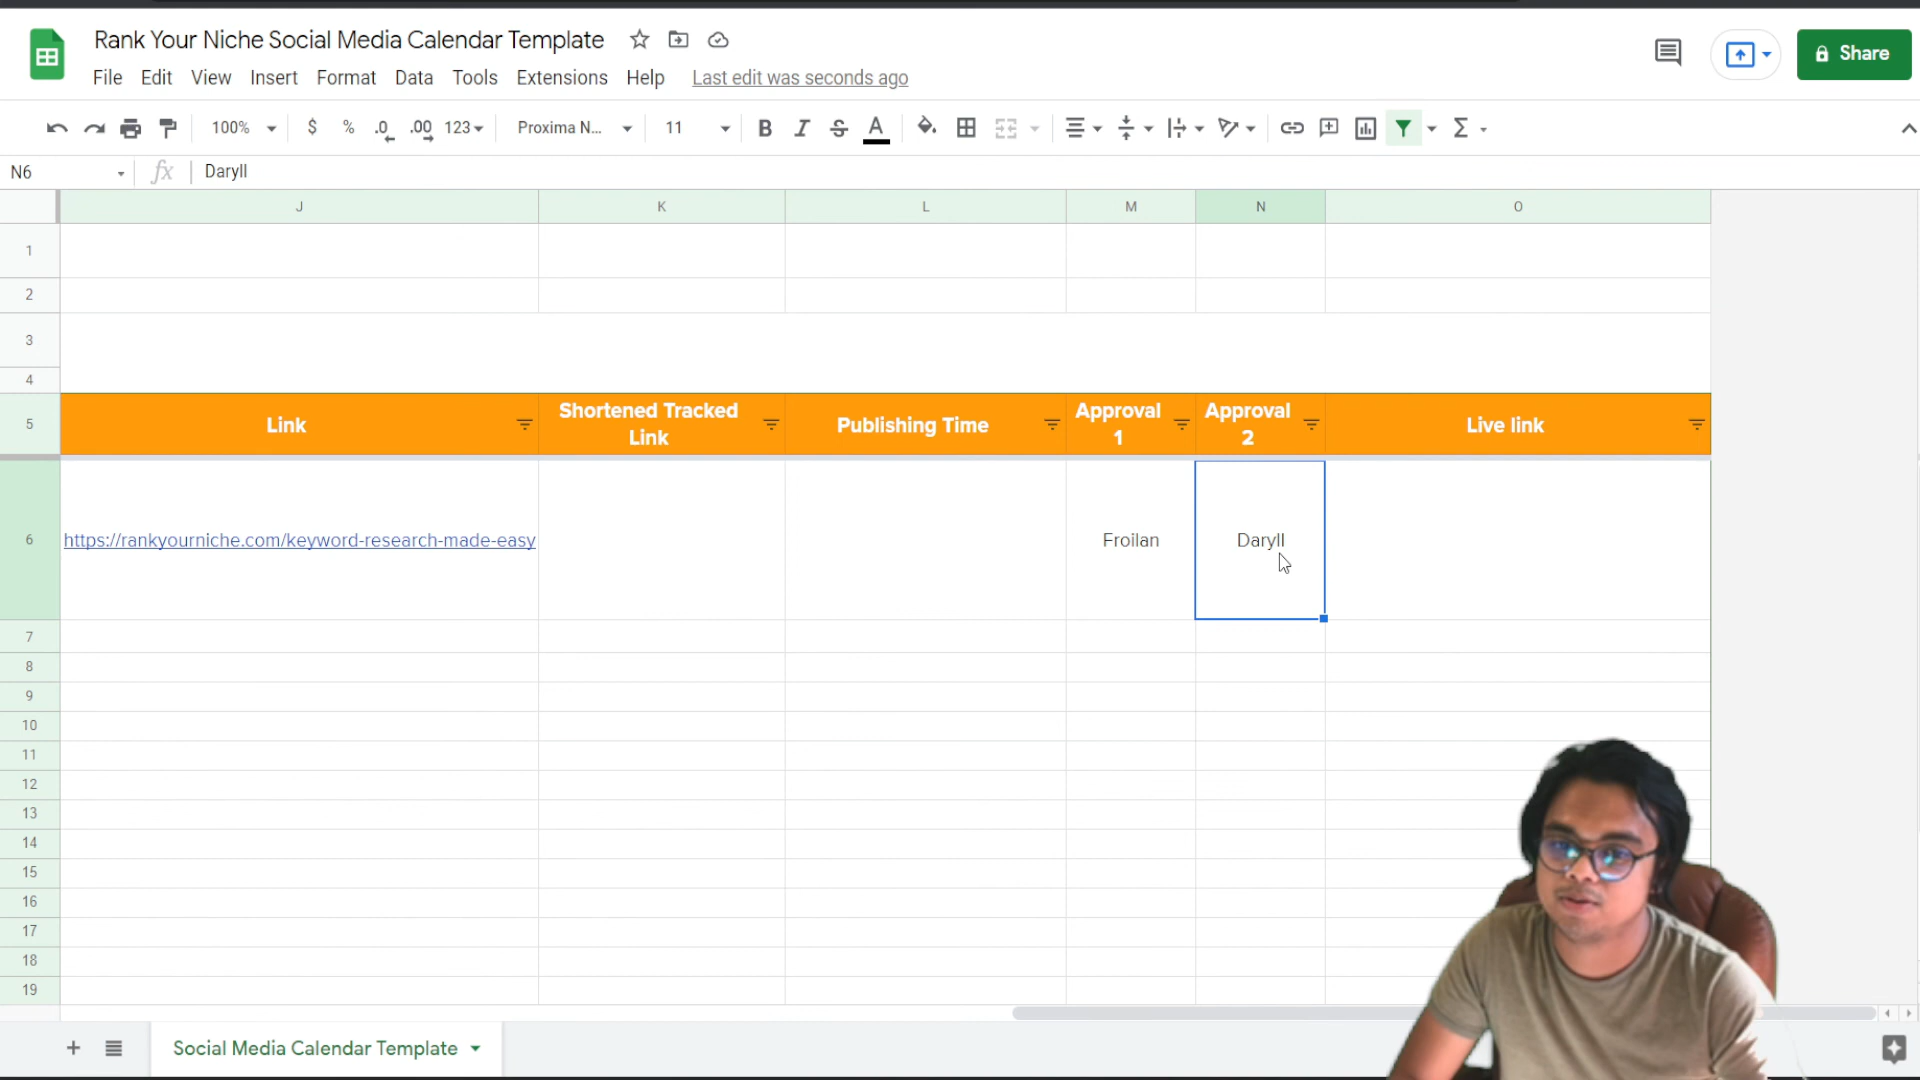 Rank Your Niche Social Media Calendar Template
File Edit View Insert Format Data Tools Extensions Help Last edit was seconds ago
Share
100% $ % .0 .00 123 Proxima N... 11 B I S A
N6 fx Daryll
J K L M N O
1
2
3
4
5 Link Shortened Tracked Link Publishing Time Approval 1 Approval 2 Live link
6 https://rankyourniche.com/keyword-research-made-easy Froilan Daryll
7
8
9
10
11
12
13
14
15
16
17
18
19
Social Media Calendar Template